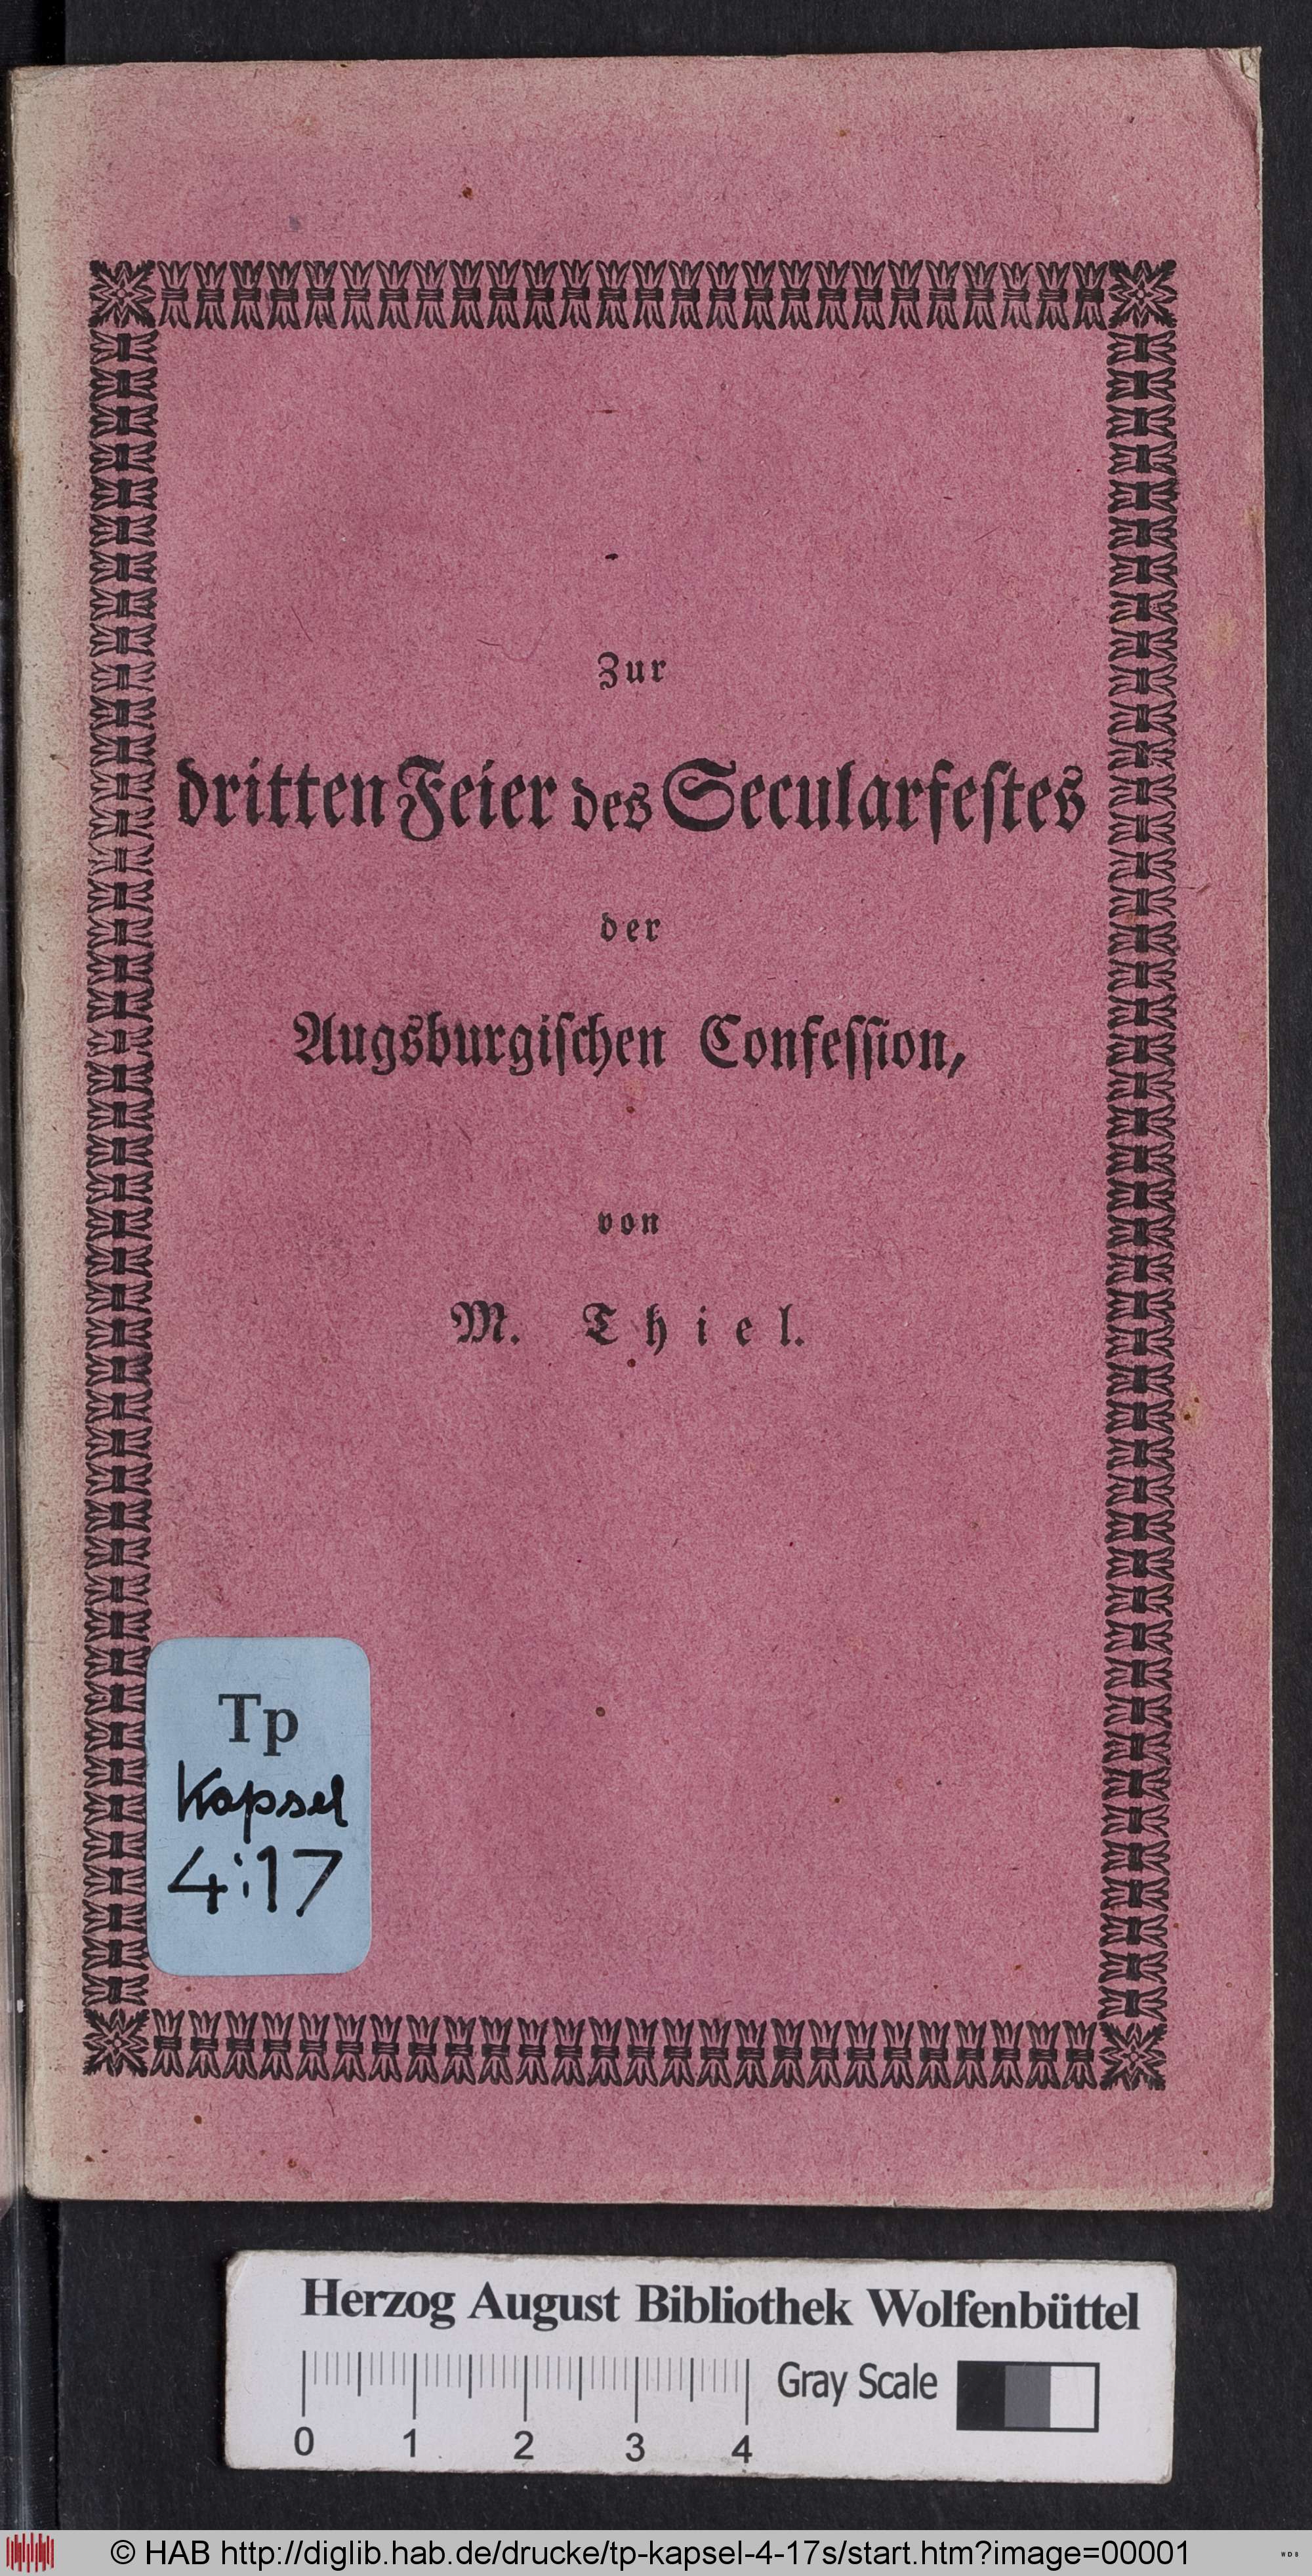 Zur
dritten Feier des Secularfestes
der
Augsburgischen Confession,
von
M. Thiel.
Tp
Kapsel
4:17
Herzog August Bibliothek Wolfenbüttel
Gray Scale
0 1 2 3 4
© HAB http://diglib.hab.de/drucke/tp-kapsel-4-17s/start.htm?image=00001
WDB